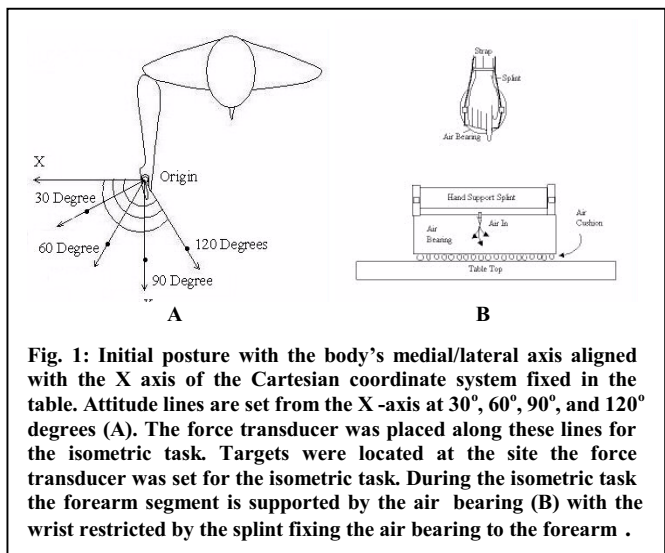 Strap
Splint
Air Bearing
X
Origin
30 Degree
60 Degree
120 Degrees
90 Degree
Hand Support Splint
Air In
Air
Bearing
Air
Cushion
Table Top
A
B
Fig. 1: Initial posture with the body’s medial/lateral axis aligned
with the X axis of the Cartesian coordinate system fixed in the
table. Attitude lines are set from the X -axis at 30°, 60°, 90°, and 120°
degrees (A). The force transducer was placed along these lines for
the isometric task. Targets were located at the site the force
transducer was set for the isometric task. During the isometric task
the forearm segment is supported by the air bearing (B) with the
wrist restricted by the splint fixing the air bearing to the forearm .